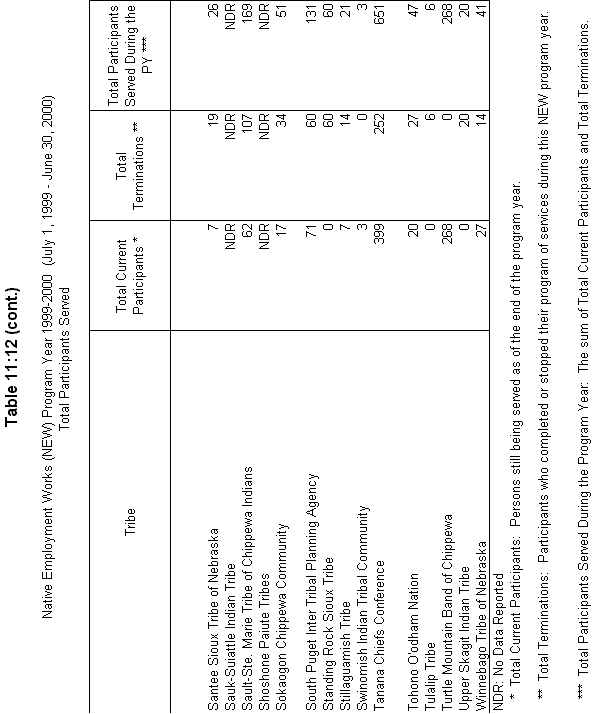 Table 11:12 (cont.)
Native Employment Works (NEW) Program Year 1999-2000 (July 1, 1999 - June 30, 2000)
Total Participants Served
Tribe Total Current Participants * Total Terminations ** Total Participants Served During the PY ***
Santee Sioux Tribe of Nebraska 7 19 26
Sauk-Suiattle Indian Tribe NDR NDR NDR
Sault-Ste. Marie Tribe of Chippewa Indians 62 107 169
Shoshone Paiute Tribes NDR NDR NDR
Sokaogon Chippewa Community 17 34 51
South Puget Inter Tribal Planning Agency 71 60 131
Standing Rock Sioux Tribe 0 60 60
Stillaguamish Tribe 7 14 21
Swinomish Indian Tribal Community 3 0 3
Tanana Chiefs Conference 399 252 651
Tohono O'odham Nation 20 27 47
Tulalip Tribe 0 6 6
Turtle Mountain Band of Chippewa 268 0 268
Upper Skagit Indian Tribe 0 20 20
Winnebago Tribe of Nebraska 27 14 41
NDR: No Data Reported
* Total Current Participants: Persons still being served as of the end of the program year.
** Total Terminations: Participants who completed or stopped their program of services during this NEW program year.
*** Total Participants Served During the Program Year: The sum of Total Current Participants and Total Terminations.